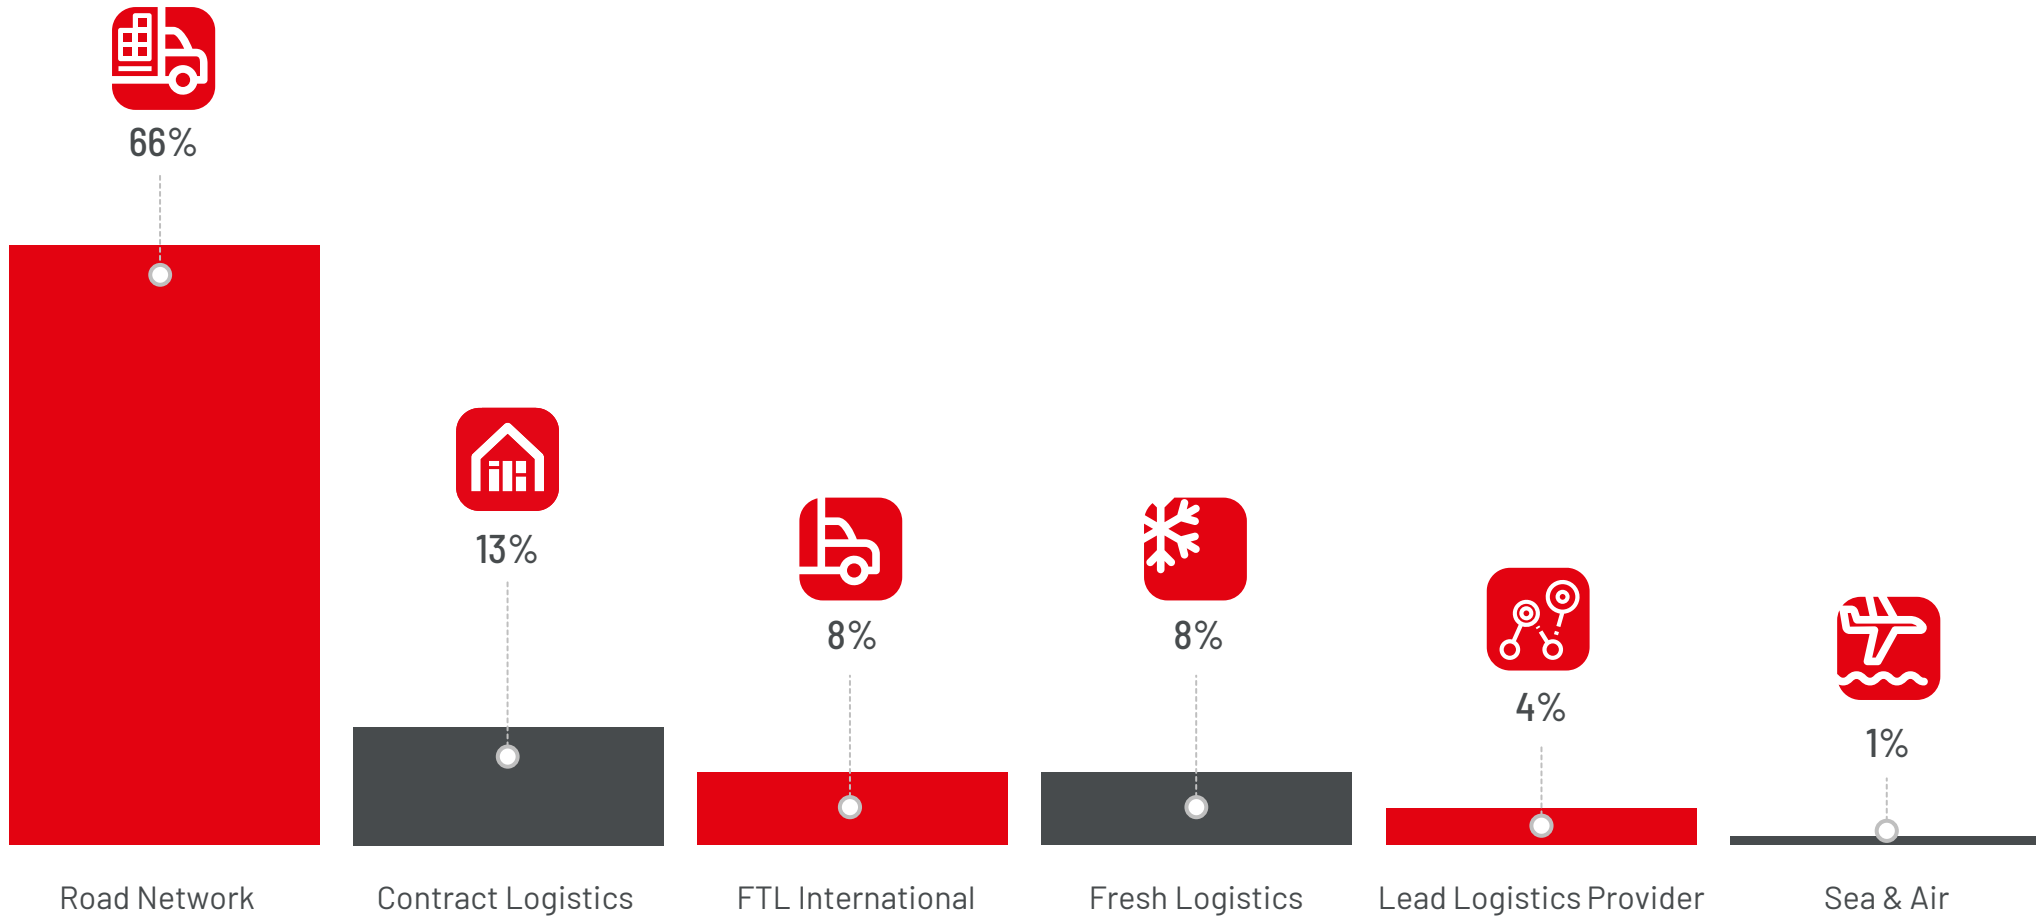 66%
13%
8%
8%
4%
1%
Road Network
Contract Logistics
FTL International
Fresh Logistics
Lead Logistics Provider
Sea & Air